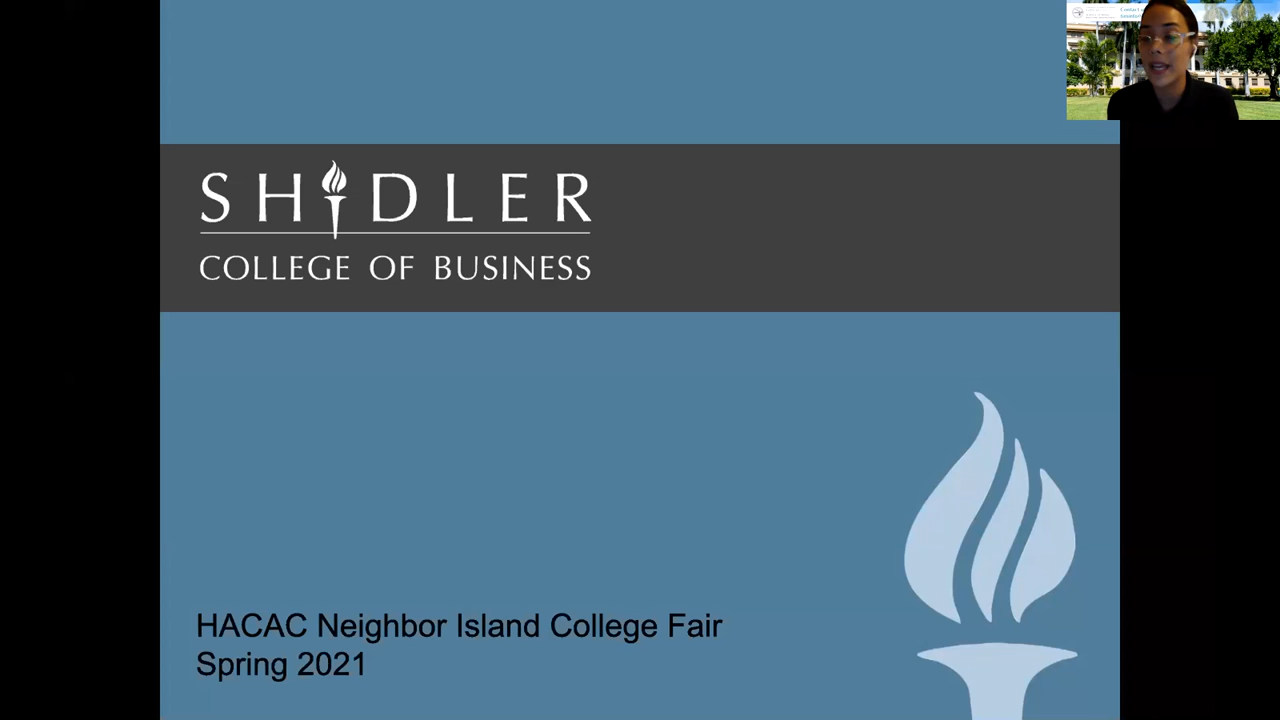 SHIDLER
COLLEGE OF BUSINESS
HACAC Neighbor Island College Fair
Spring 2021